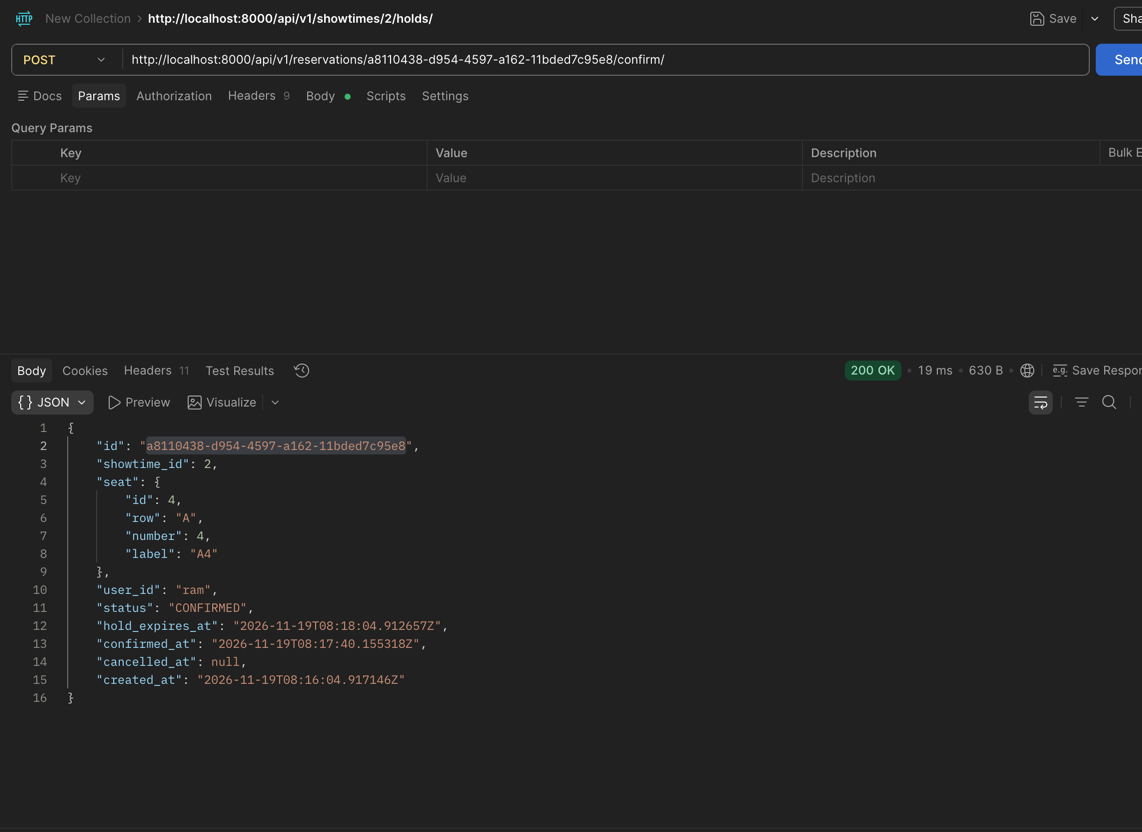 HTTP New Collection > http://localhost:8000/api/v1/showtimes/2/holds/ Save
POST http://localhost:8000/api/v1/reservations/a8110438-d954-4597-a162-11bded7c95e8/confirm/
Docs Params Authorization Headers 9 Body Scripts Settings
Query Params
Key Value Description Bulk E
Key Value Description
Body Cookies Headers 11 Test Results 200 OK • 19 ms • 630 B • e.g. Save Respon
{} JSON Preview Visualize
1 {
2 "id": "a8110438-d954-4597-a162-11bded7c95e8",
3 "showtime_id": 2,
4 "seat": {
5 "id": 4,
6 "row": "A",
7 "number": 4,
8 "label": "A4"
9 },
10 "user_id": "ram",
11 "status": "CONFIRMED",
12 "hold_expires_at": "2026-11-19T08:18:04.912657Z",
13 "confirmed_at": "2026-11-19T08:17:40.155318Z",
14 "cancelled_at": null,
15 "created_at": "2026-11-19T08:16:04.917146Z"
16 }